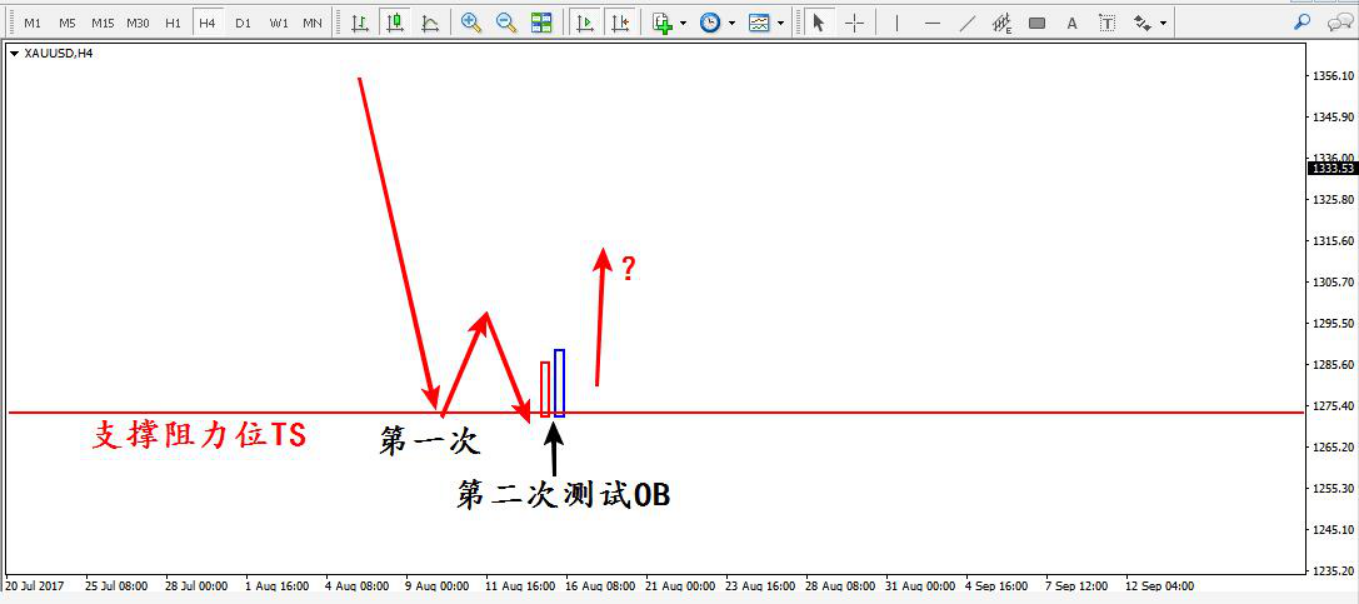 M1 M5 M15 M30 H1 H4 D1 W1 MN E A T
XAUUSD,H4
1356.10
1345.90
1336.00
1333.53
1325.80
1315.60
?
1305.70
1295.50
1285.60
1275.40
支撑阻力位TS
第一次
1265.20
第二次测试OB
1255.30
1245.10
1235.20
20 Jul 2017 25 Jul 08:00 28 Jul 00:00 1 Aug 16:00 4 Aug 08:00 9 Aug 00:00 11 Aug 16:00 16 Aug 08:00 21 Aug 00:00 23 Aug 16:00 28 Aug 08:00 31 Aug 00:00 4 Sep 16:00 7 Sep 12:00 12 Sep 04:00